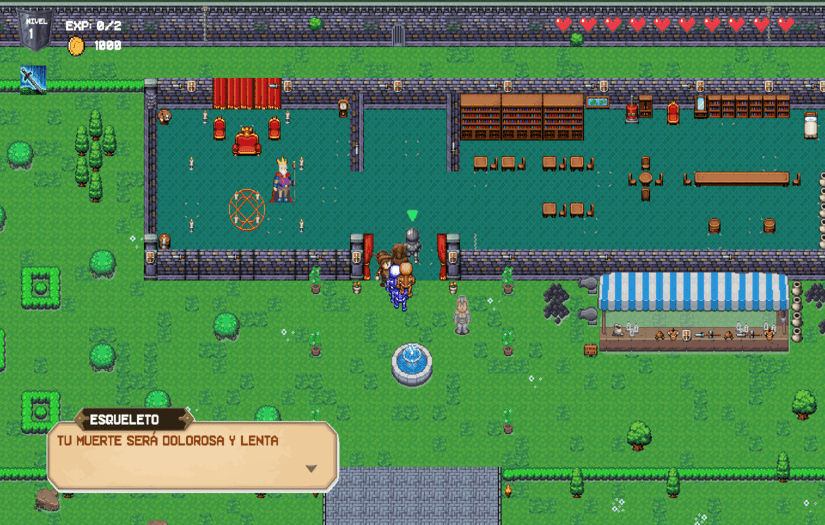 NIVEL
1
EXP: 0/2
1000
ESQUELETO
TU MUERTE SERÁ DOLOROSA Y LENTA